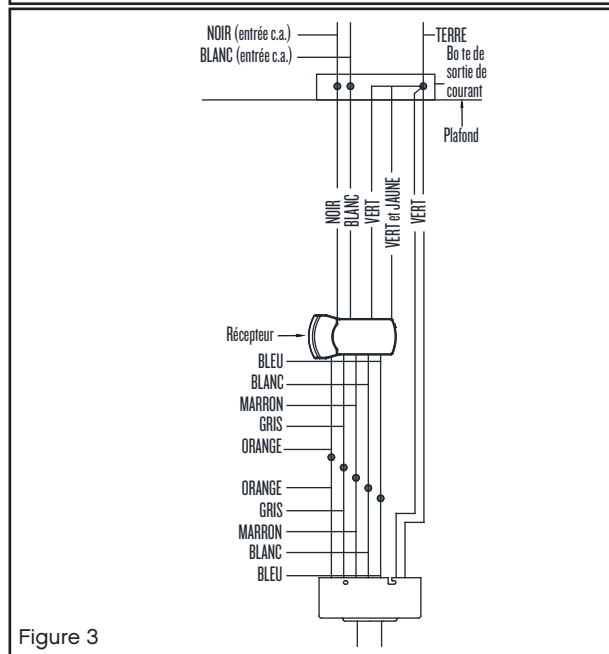 NOIR (entrée c.a.)
BLANC (entrée c.a.)
TERRE
Bo te de
sortie de
courant
Plafond
NOIR
BLANC
VERT
VERT et JAUNE
VERT
Récepteur
BLEU
BLANC
MARRON
GRIS
ORANGE
ORANGE
GRIS
MARRON
BLANC
BLEU
Figure 3